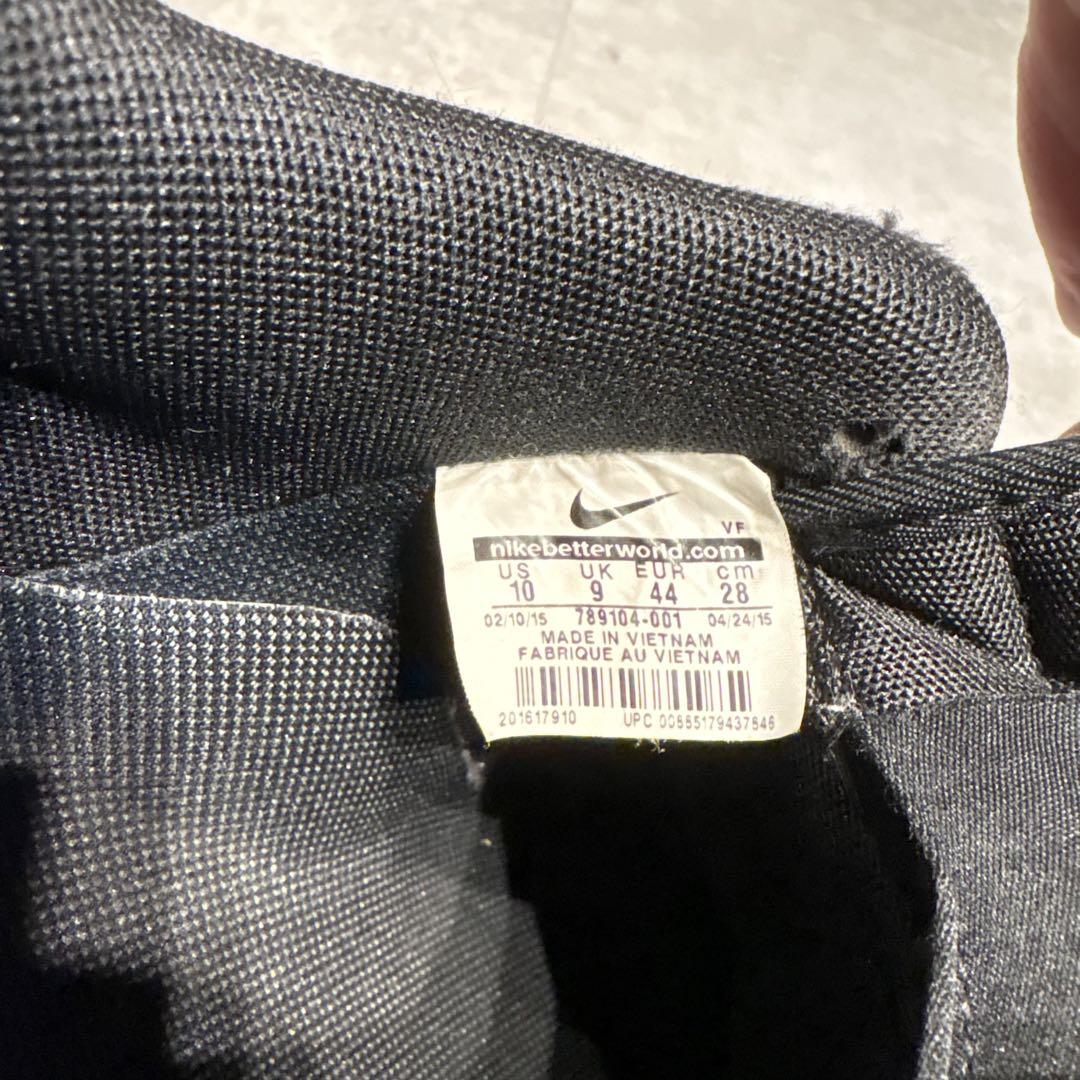 VF
nikebetterworld.com
US UK EUR cm
10 9 44 28
02/10/15 789104-001 04/24/15
MADE IN VIETNAM
FABRIQUE AU VIETNAM
201617910 UPC